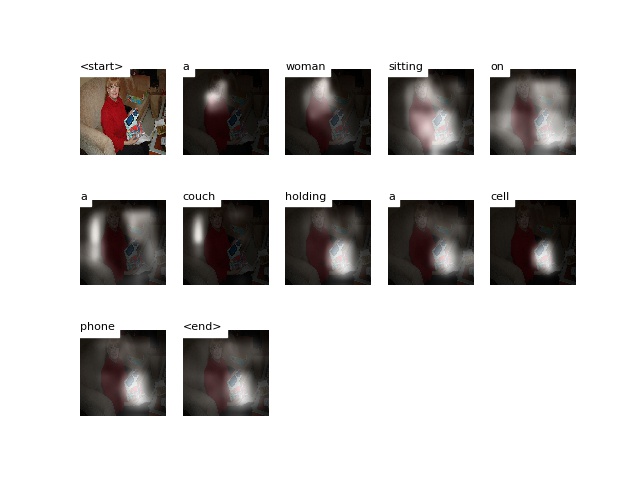 <start> a woman sitting on
a couch holding a cell
phone <end>